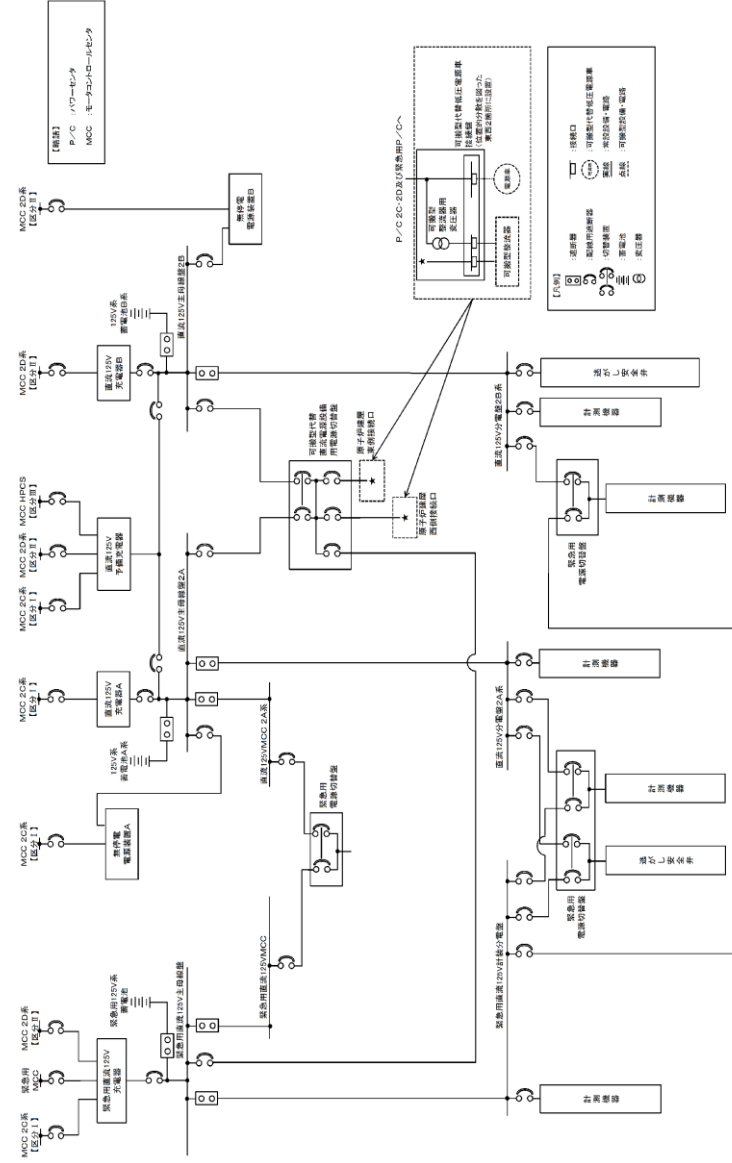 MCC 2C系
【区分Ⅰ】
緊急用
MCC
MCC 2D系
【区分Ⅱ】
緊急用直流125V
充電器
緊急用125V系
蓄電池
緊急用直流125V主母線盤
緊急用直流125VMCC
緊急用直流125V計装分電盤
計測機器
MCC 2C系
【区分Ⅰ】
無停電
電源装置A
125V系
蓄電池A系
MCC 2C系
【区分Ⅰ】
直流125V
充電器A
直流125V主母線盤2A
直流125VMCC 2A系
緊急用
電源切替盤
直流125V分電盤2A系
緊急用
電源切替盤
逃がし安全弁
計測機器
計測機器
MCC 2C系
【区分Ⅰ】
MCC 2D系
【区分Ⅱ】
MCC HPCS
【区分Ⅲ】
直流125V
予備充電器
可搬型代替
直流電源設備
用電源切替盤
原子炉建屋
西側接続口
★
原子炉建屋
東側接続口
★
MCC 2D系
【区分Ⅱ】
直流125V
充電器B
125V系
蓄電池B系
直流125V主母線盤2B
直流125V分電盤2B系
緊急用
電源切替盤
計測機器
計測機器
逃がし安全弁
MCC 2D系
【区分Ⅱ】
無停電
電源装置B
P/C 2C・2D及び緊急用P/Cへ
★
可搬型
整流器用
変圧器
可搬型整流器
電源車
可搬型代替低圧電源車
接続盤
(位置的分散を図った
東西2箇所に設置)
【略語】
P/C :パワーセンタ
MCC :モータコントロールセンタ
【凡例】
:遮断器
:配線用遮断器
:切替装置
:蓄電池
:変圧器
:接続口
:可搬型代替低圧電源車
実線 :常設設備・電路
点線 :可搬型設備・電路